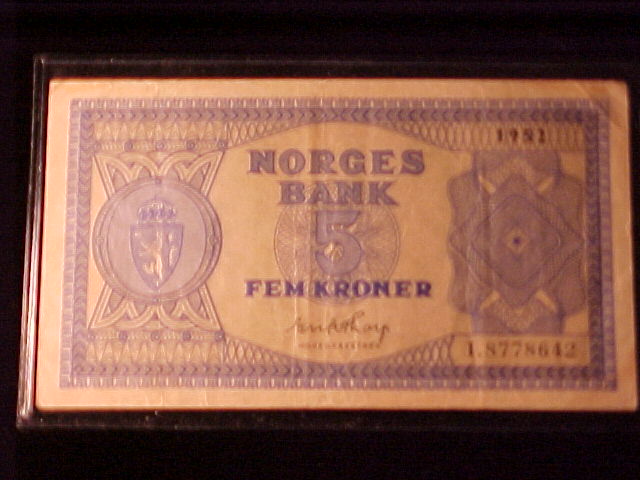 1951
NORGES
BANK
5
FEM KRONER
I.8778642